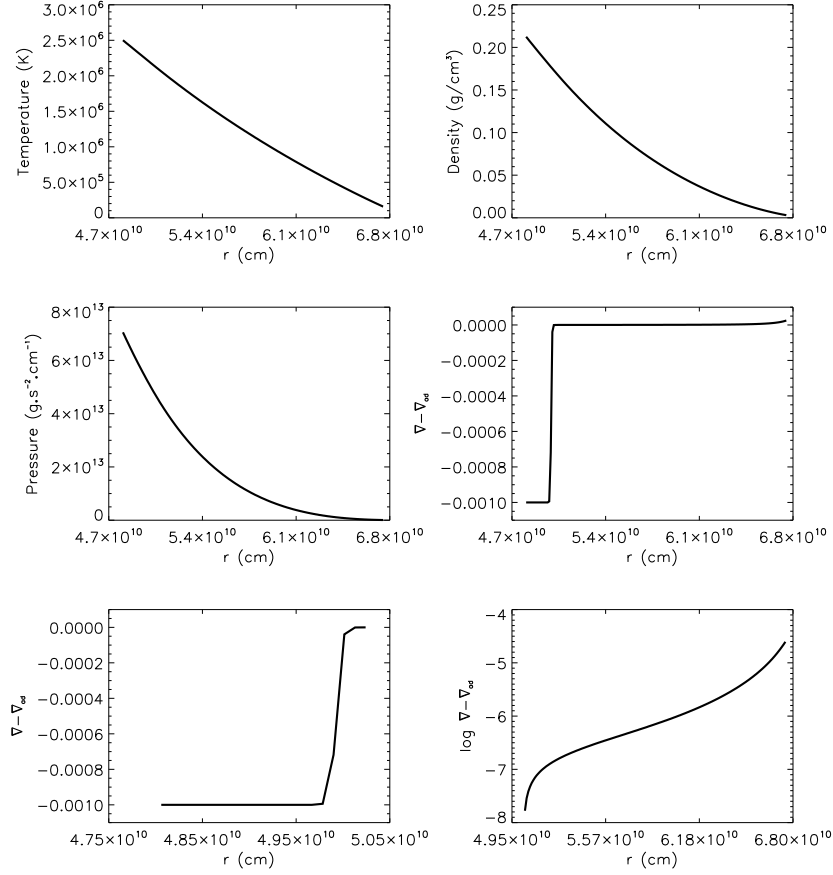 3.0×10⁶
2.5×10⁶
2.0×10⁶
1.5×10⁶
1.0×10⁶
5.0×10⁵
0
Temperature (K)
4.7×10¹⁰ 5.4×10¹⁰ 6.1×10¹⁰ 6.8×10¹⁰
r (cm)
0.25
0.20
0.15
0.10
0.05
0.00
Density (g/cm³)
4.7×10¹⁰ 5.4×10¹⁰ 6.1×10¹⁰ 6.8×10¹⁰
r (cm)
8×10¹³
6×10¹³
4×10¹³
2×10¹³
0
Pressure (g.s⁻².cm⁻¹)
4.7×10¹⁰ 5.4×10¹⁰ 6.1×10¹⁰ 6.8×10¹⁰
r (cm)
0.0000
−0.0002
−0.0004
−0.0006
−0.0008
−0.0010
∇−∇ad
4.7×10¹⁰ 5.4×10¹⁰ 6.1×10¹⁰ 6.8×10¹⁰
r (cm)
0.0000
−0.0002
−0.0004
−0.0006
−0.0008
−0.0010
∇−∇ad
4.75×10¹⁰ 4.85×10¹⁰ 4.95×10¹⁰ 5.05×10¹⁰
r (cm)
−4
−5
−6
−7
−8
log ∇−∇ad
4.95×10¹⁰ 5.57×10¹⁰ 6.18×10¹⁰ 6.80×10¹⁰
r (cm)